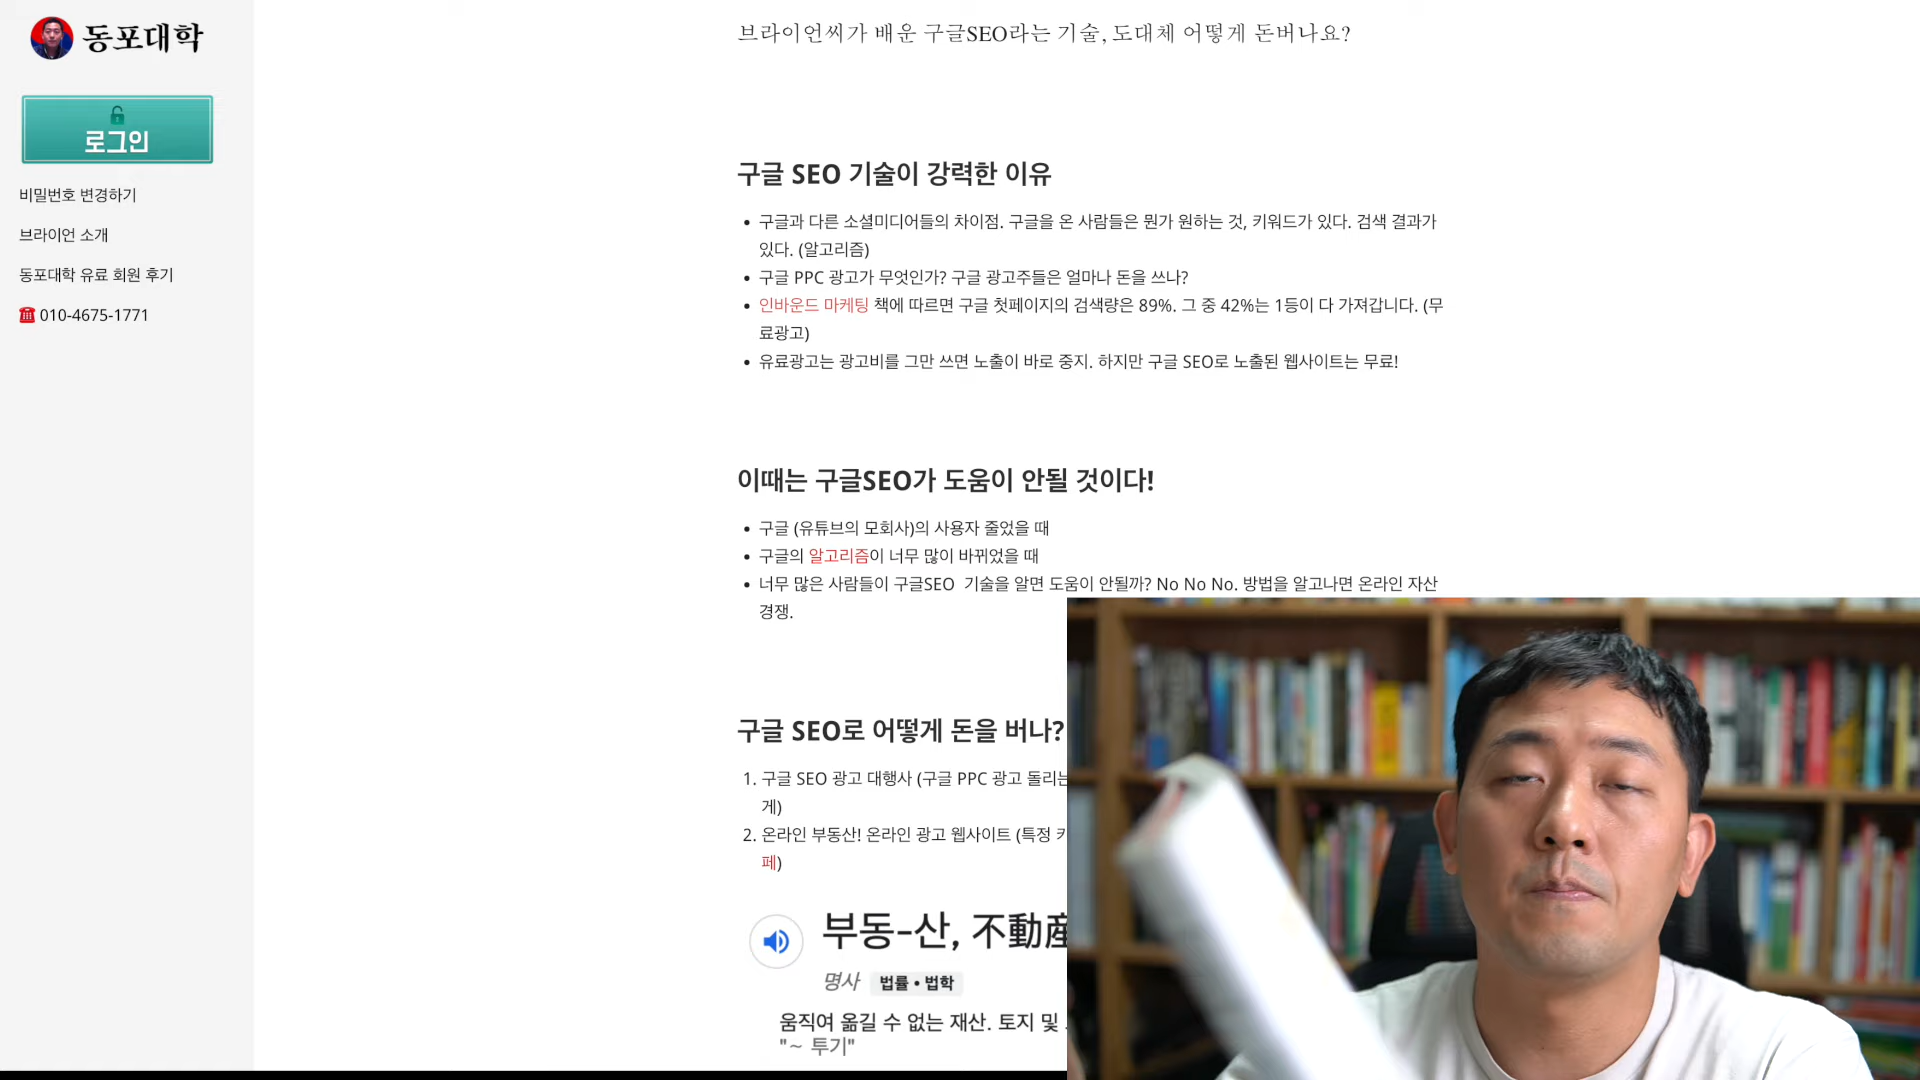 동포대학
로그인
비밀번호 변경하기
브라이언 소개
동포대학 유료 회원 후기
010-4675-1771
브라이언씨가 배운 구글SEO라는 기술, 도대체 어떻게 돈버나요?
구글 SEO 기술이 강력한 이유
구글과 다른 소셜미디어들의 차이점. 구글을 온 사람들은 뭔가 원하는 것, 키워드가 있다. 검색 결과가
있다. (알고리즘)
구글 PPC 광고가 무엇인가? 구글 광고주들은 얼마나 돈을 쓰나?
인바운드 마케팅 책에 따르면 구글 첫페이지의 검색량은 89%. 그 중 42%는 1등이 다 가져갑니다. (무
료광고)
유료광고는 광고비를 그만 쓰면 노출이 바로 중지. 하지만 구글 SEO로 노출된 웹사이트는 무료!
이때는 구글SEO가 도움이 안될 것이다!
구글 (유튜브의 모회사)의 사용자 줄었을 때
구글의 알고리즘이 너무 많이 바뀌었을 때
너무 많은 사람들이 구글SEO 기술을 알면 도움이 안될까? No No No. 방법을 알고나면 온라인 자산
경쟁.
구글 SEO로 어떻게 돈을 버나?
1. 구글 SEO 광고 대행사 (구글 PPC 광고 돌리는
게)
2. 온라인 부동산! 온라인 광고 웹사이트 (특정 키
페)
부동-산, 不動産
명사 법률 • 법학
움직여 옮길 수 없는 재산. 토지 및
"~ 투기"